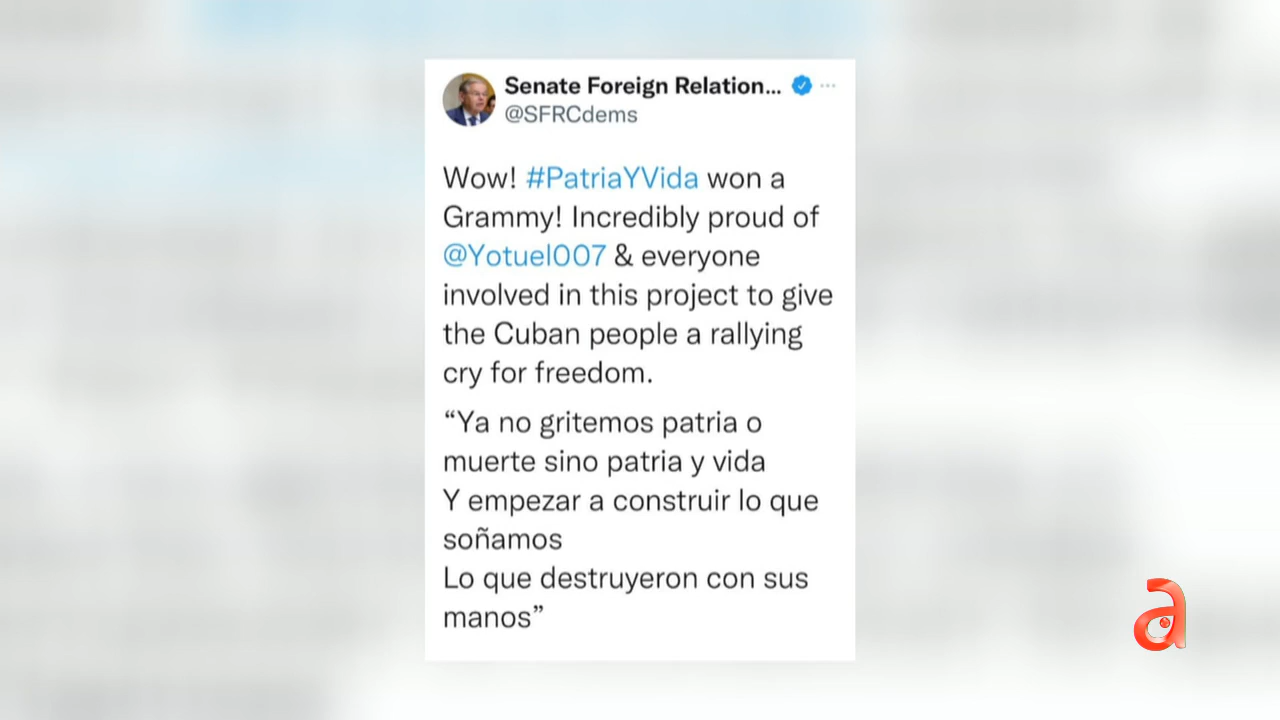 Senate Foreign Relation...
@SFRCdems
Wow! #PatriaYVida won a
Grammy! Incredibly proud of
@Yotuel007 & everyone
involved in this project to give
the Cuban people a rallying
cry for freedom.
“Ya no gritemos patria o
muerte sino patria y vida
Y empezar a construir lo que
soñamos
Lo que destruyeron con sus
manos”
a